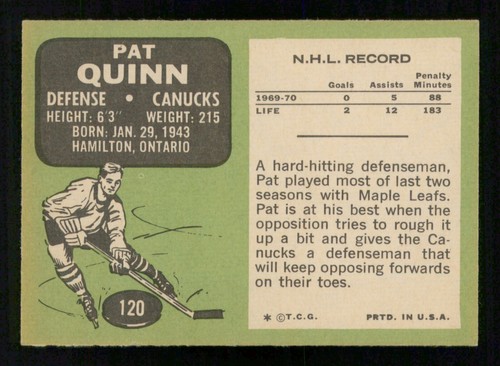 PAT
QUINN
DEFENSE • CANUCKS
HEIGHT: 6'3" WEIGHT: 215
BORN: JAN. 29, 1943
HAMILTON, ONTARIO
120
N.H.L. RECORD
Goals Assists Penalty Minutes
1969-70 0 5 88
LIFE 2 12 183
A hard-hitting defenseman,
Pat played most of last two
seasons with Maple Leafs.
Pat is at his best when the
opposition tries to rough it
up a bit and gives the Ca-
nucks a defenseman that
will keep opposing forwards
on their toes.
* © T.C.G. PRTD. IN U.S.A.